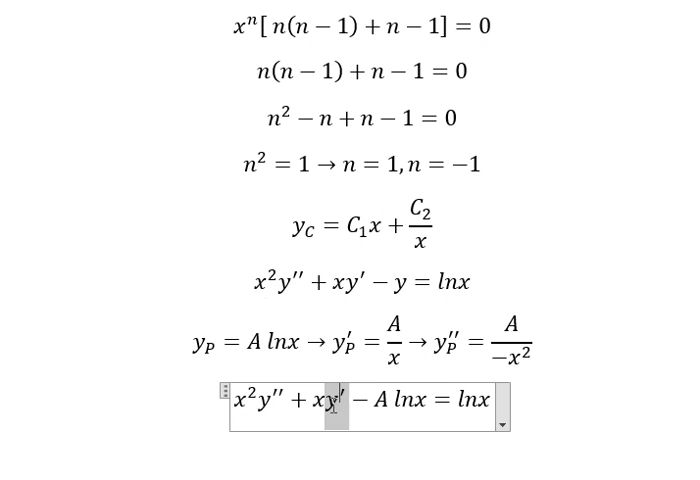 xⁿ[ n(n − 1) + n − 1] = 0
n(n − 1) + n − 1 = 0
n² − n + n − 1 = 0
n² = 1 → n = 1, n = −1
y_C = C₁x + C₂/x
x²y′′ + xy′ − y = lnx
y_P = A lnx → y′_P = A/x → y′′_P = A/−x²
x²y′′ + xy′ − A lnx = lnx